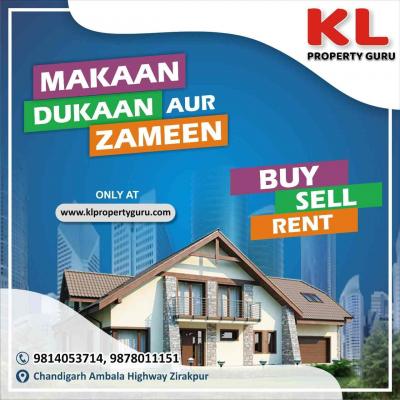 KL
PROPERTY GURU
MAKAAN
DUKAAN AUR
ZAMEEN
ONLY AT
www.klpropertyguru.com
BUY
SELL
RENT
9814053714, 9878011151
Chandigarh Ambala Highway Zirakpur